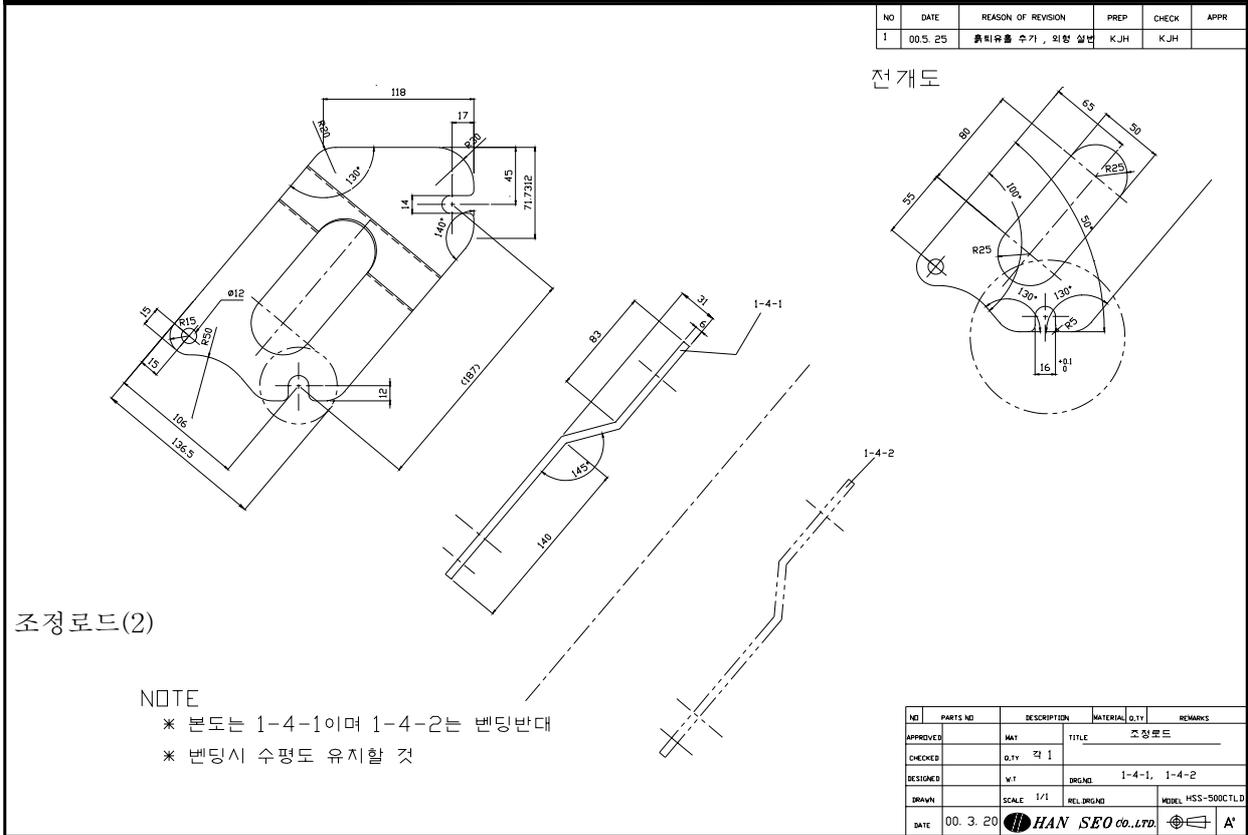 NO DATE REASON OF REVISION PREP CHECK APPR
1 00.5. 25 흙퇴유홀 추가 , 외형 설변 KJH KJH
전개도
118
17
R20
R30
130°
45
71.7312
14
140°
ø12
15
R15
R50
15
12
(187)
106
136.5
65
50
80
R25
55
100°
50°
R25
130° 130°
R5
16 +0.1 0
31
1-4-1
6
83
145°
140
1-4-2
조정로드(2)
NOTE
* 본도는 1-4-1이며 1-4-2는 벤딩반대
* 벤딩시 수평도 유지할 것
NO PARTS NO DESCRIPTION MATERIAL Q,TY REMARKS
APPROVED MAT TITLE 조정로드
CHECKED Q.TY 각 1
DESIGNED W.T DRG.NO. 1-4-1, 1-4-2
DRAWN SCALE 1/1 REL.DRG.NO MODEL HSS-500CTLD
DATE 00. 3. 20 HAN SEO CO.,LTD.